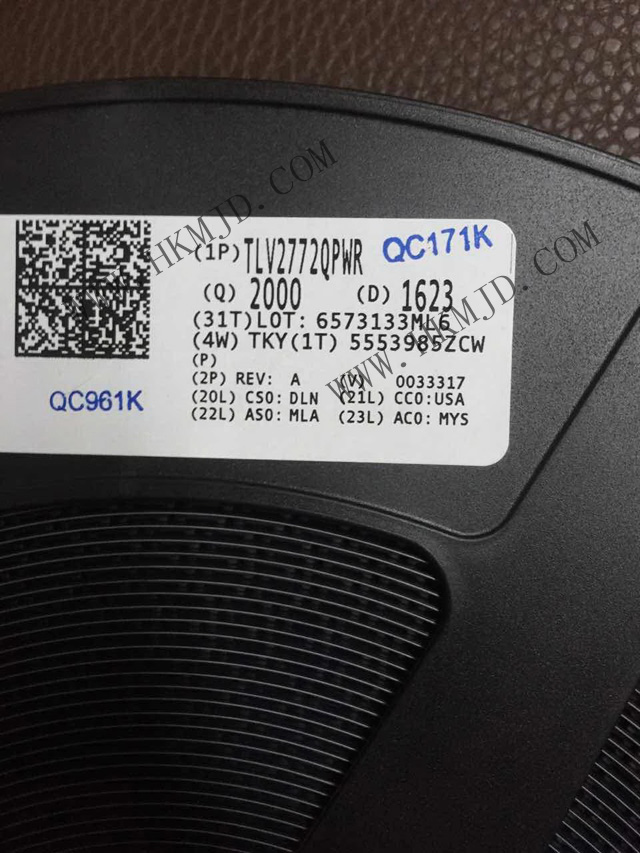 WWW.HKMJD.COM
(1P) TLV2772QPWR QC171K
(Q) 2000 (D) 1623
(31T)LOT: 6573133ML6
(4W) TKY(1T) 5553985ZCW
(P)
(2P) REV: A (V) 0033317
QC961K
(20L) CSO: DLN (21L) CCO:USA
(22L) ASO: MLA (23L) ACO: MYS
WWW.HKMJD.COM